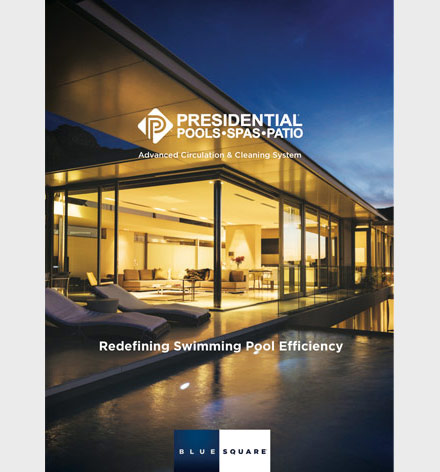 PRESIDENTIAL
POOLS•SPAS•PATIO
Advanced Circulation & Cleaning System
Redefining Swimming Pool Efficiency
BLUE SQUARE